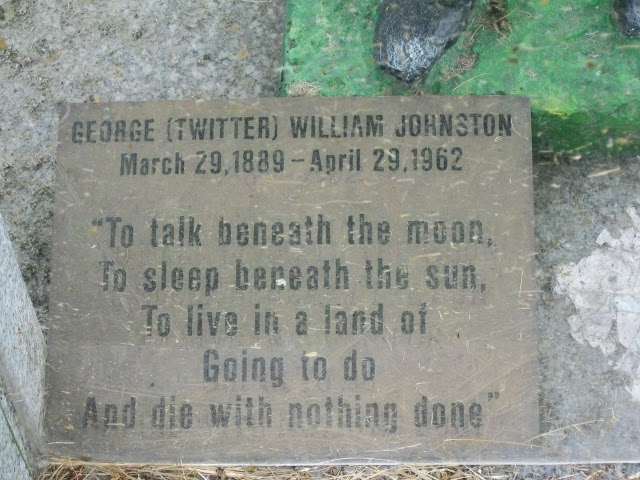 GEORGE (TWITTER) WILLIAM JOHNSTON
March 29,1889 – April 29,1962
“To talk beneath the moon,
To sleep beneath the sun,
To live in a land of
Going to do
And die with nothing done”